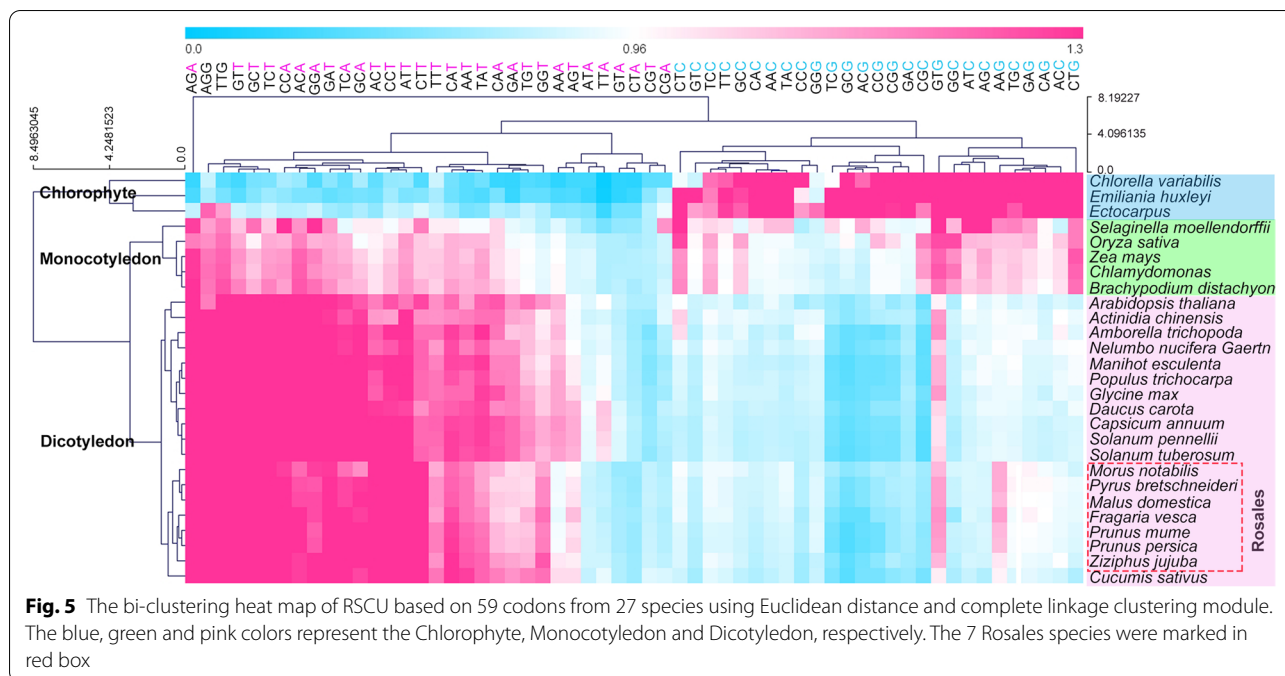 0.0 0.96 1.3
AGA AGG TTG GTT GCT TCT CCA ACA GGA GAT TCA GCA ACT CCT ATT CTT TTT CAT AAT TAT CAA GAA TGT GGT AAA AGT ATA TTA GTA CTA CGT CGA CTC GTC TCC TTC GCC CAC AAC TAC CCC GGG TCG GCG ACG CCG CGG GAC CGC GTG GGC ATC AGC AAG TGC GAG CAG ACC CTG
8.4963045 4.2481523 0.0
8.19227
4.096135
0.0
Chlorophyte
Monocotyledon
Dicotyledon
Chlorella variabilis
Emiliania huxleyi
Ectocarpus
Selaginella moellendorffii
Oryza sativa
Zea mays
Chlamydomonas
Brachypodium distachyon
Arabidopsis thaliana
Actinidia chinensis
Amborella trichopoda
Nelumbo nucifera Gaertn
Manihot esculenta
Populus trichocarpa
Glycine max
Daucus carota
Capsicum annuum
Solanum pennellii
Solanum tuberosum
Morus notabilis
Pyrus bretschneideri
Malus domestica
Fragaria vesca
Prunus mume
Prunus persica
Ziziphus jujuba
Cucumis sativus
Rosales
Fig. 5 The bi-clustering heat map of RSCU based on 59 codons from 27 species using Euclidean distance and complete linkage clustering module.
The blue, green and pink colors represent the Chlorophyte, Monocotyledon and Dicotyledon, respectively. The 7 Rosales species were marked in
red box